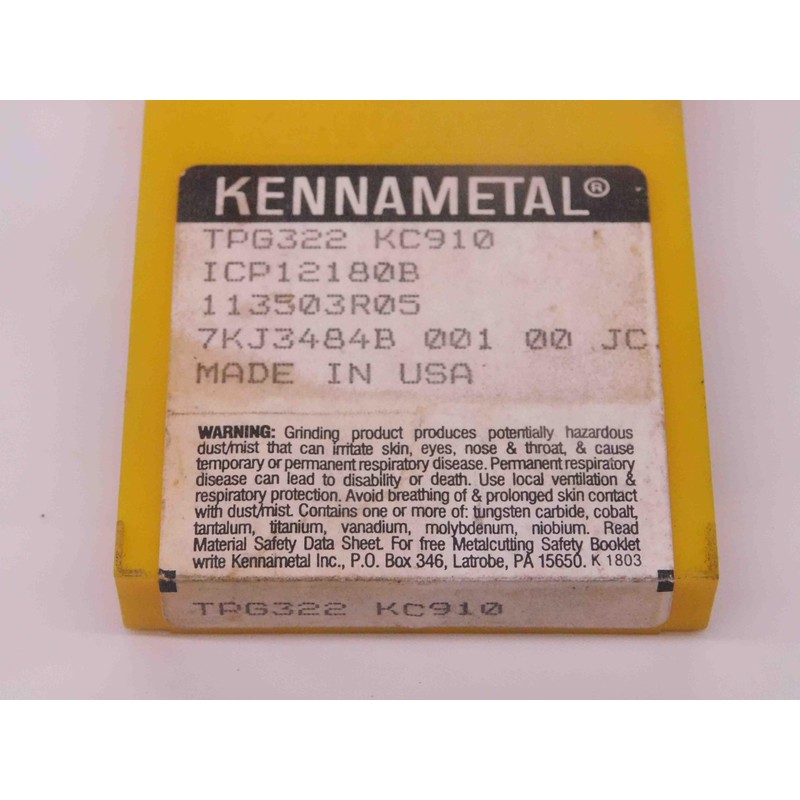 KENNAMETAL®
TPG322 KC910
ICP12180B
113503R05
7KJ3484B 001 00 JC.
MADE IN USA
WARNING: Grinding product produces potentially hazardous
dust/mist that can irritate skin, eyes, nose & throat, & cause
temporary or permanent respiratory disease. Permanent respiratory
disease can lead to disability or death. Use local ventilation &
respiratory protection. Avoid breathing of & prolonged skin contact
with dust/mist. Contains one or more of: tungsten carbide, cobalt,
tantalum, titanium, vanadium, molybdenum, niobium. Read
Material Safety Data Sheet. For free Metalcutting Safety Booklet
write Kennametal Inc., P.O. Box 346, Latrobe, PA 15650. K 1803
TPG322 KC910